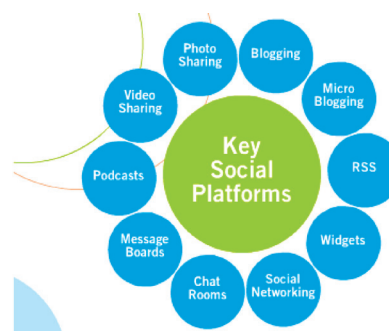 Key
Social
Platforms
Photo
Sharing
Blogging
Micro
Blogging
RSS
Widgets
Social
Networking
Chat
Rooms
Message
Boards
Podcasts
Video
Sharing